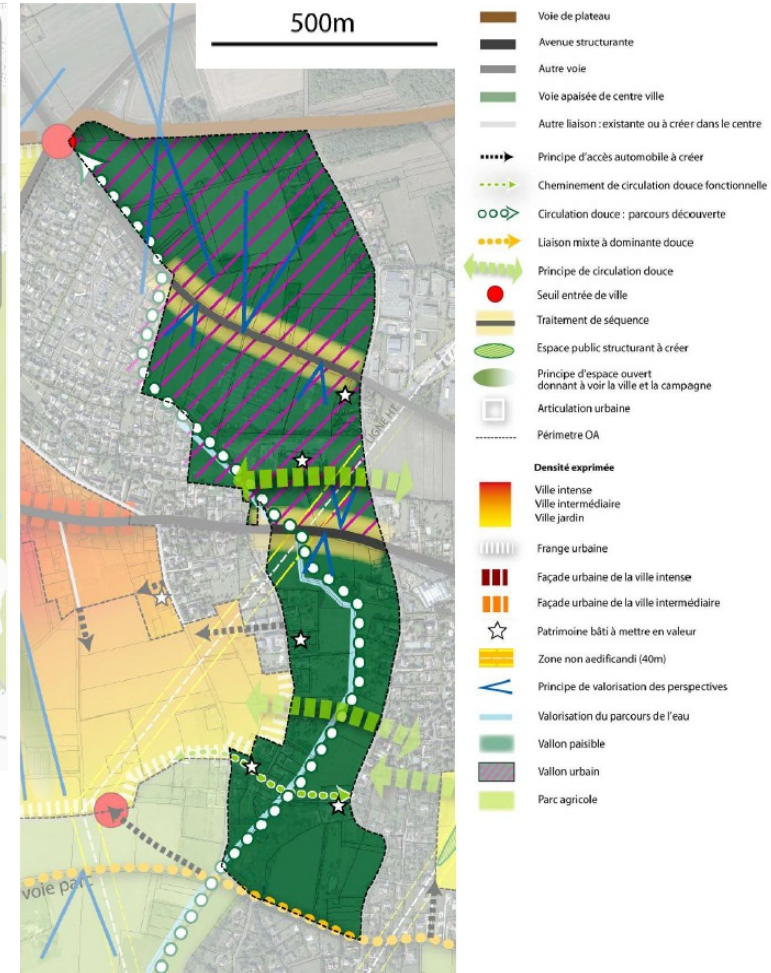 500m
LIGNE HT
voie parc
Voie de plateau
Avenue structurante
Autre voie
Voie apaisée de centre ville
Autre liaison : existante ou à créer dans le centre
Principe d'accès automobile à créer
Cheminement de circulation douce fonctionnelle
Circulation douce : parcours découverte
Liaison mixte à dominante douce
Principe de circulation douce
Seuil entrée de ville
Traitement de séquence
Espace public structurant à créer
Principe d'espace ouvert
donnant à voir la ville et la campagne
Articulation urbaine
Périmetre OA
Densité exprimée
Ville intense
Ville intermédiaire
Ville jardin
Frange urbaine
Façade urbaine de la ville intense
Façade urbaine de la ville intermédiaire
Patrimoine bâti à mettre en valeur
Zone non aedificandi (40m)
Principe de valorisation des perspectives
Valorisation du parcours de l'eau
Vallon paisible
Vallon urbain
Parc agricole